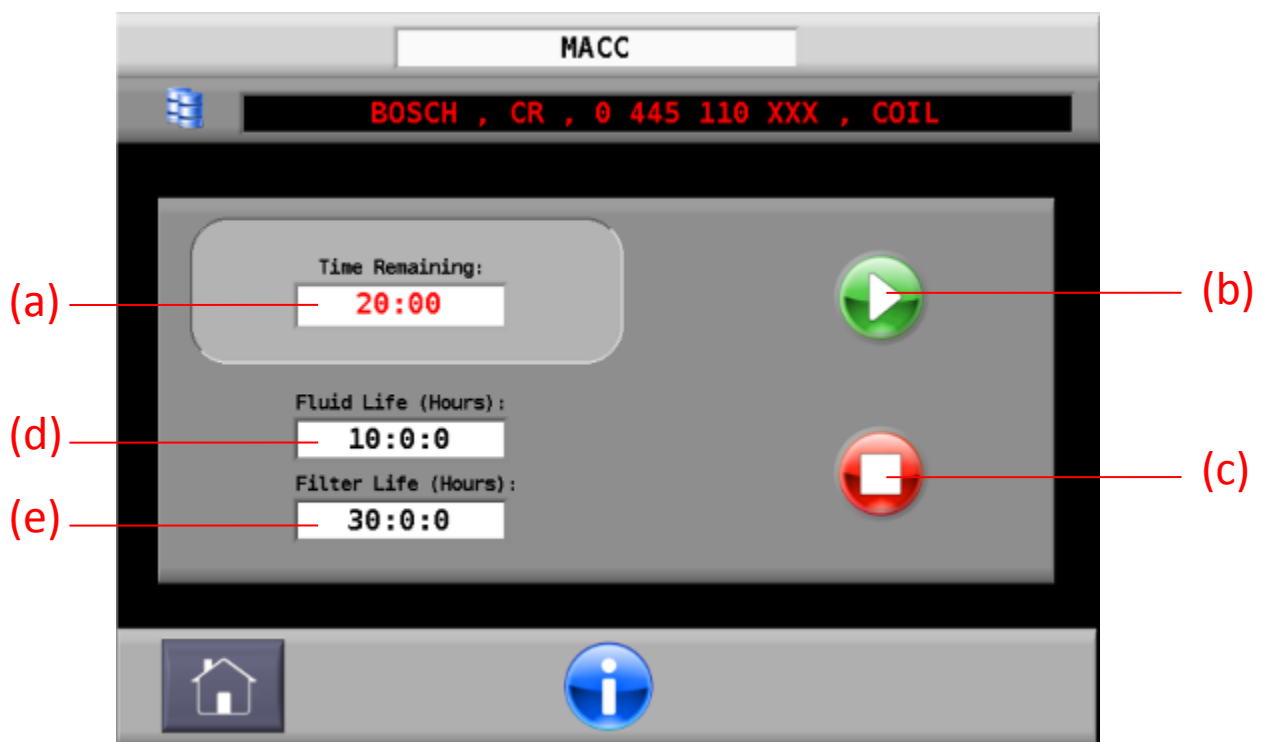 MACC
BOSCH , CR , 0 445 110 XXX , COIL
Time Remaining:
(a) 20:00 (b)
Fluid Life (Hours):
(d) 10:0:0
Filter Life (Hours):
(c)
(e) 30:0:0
i